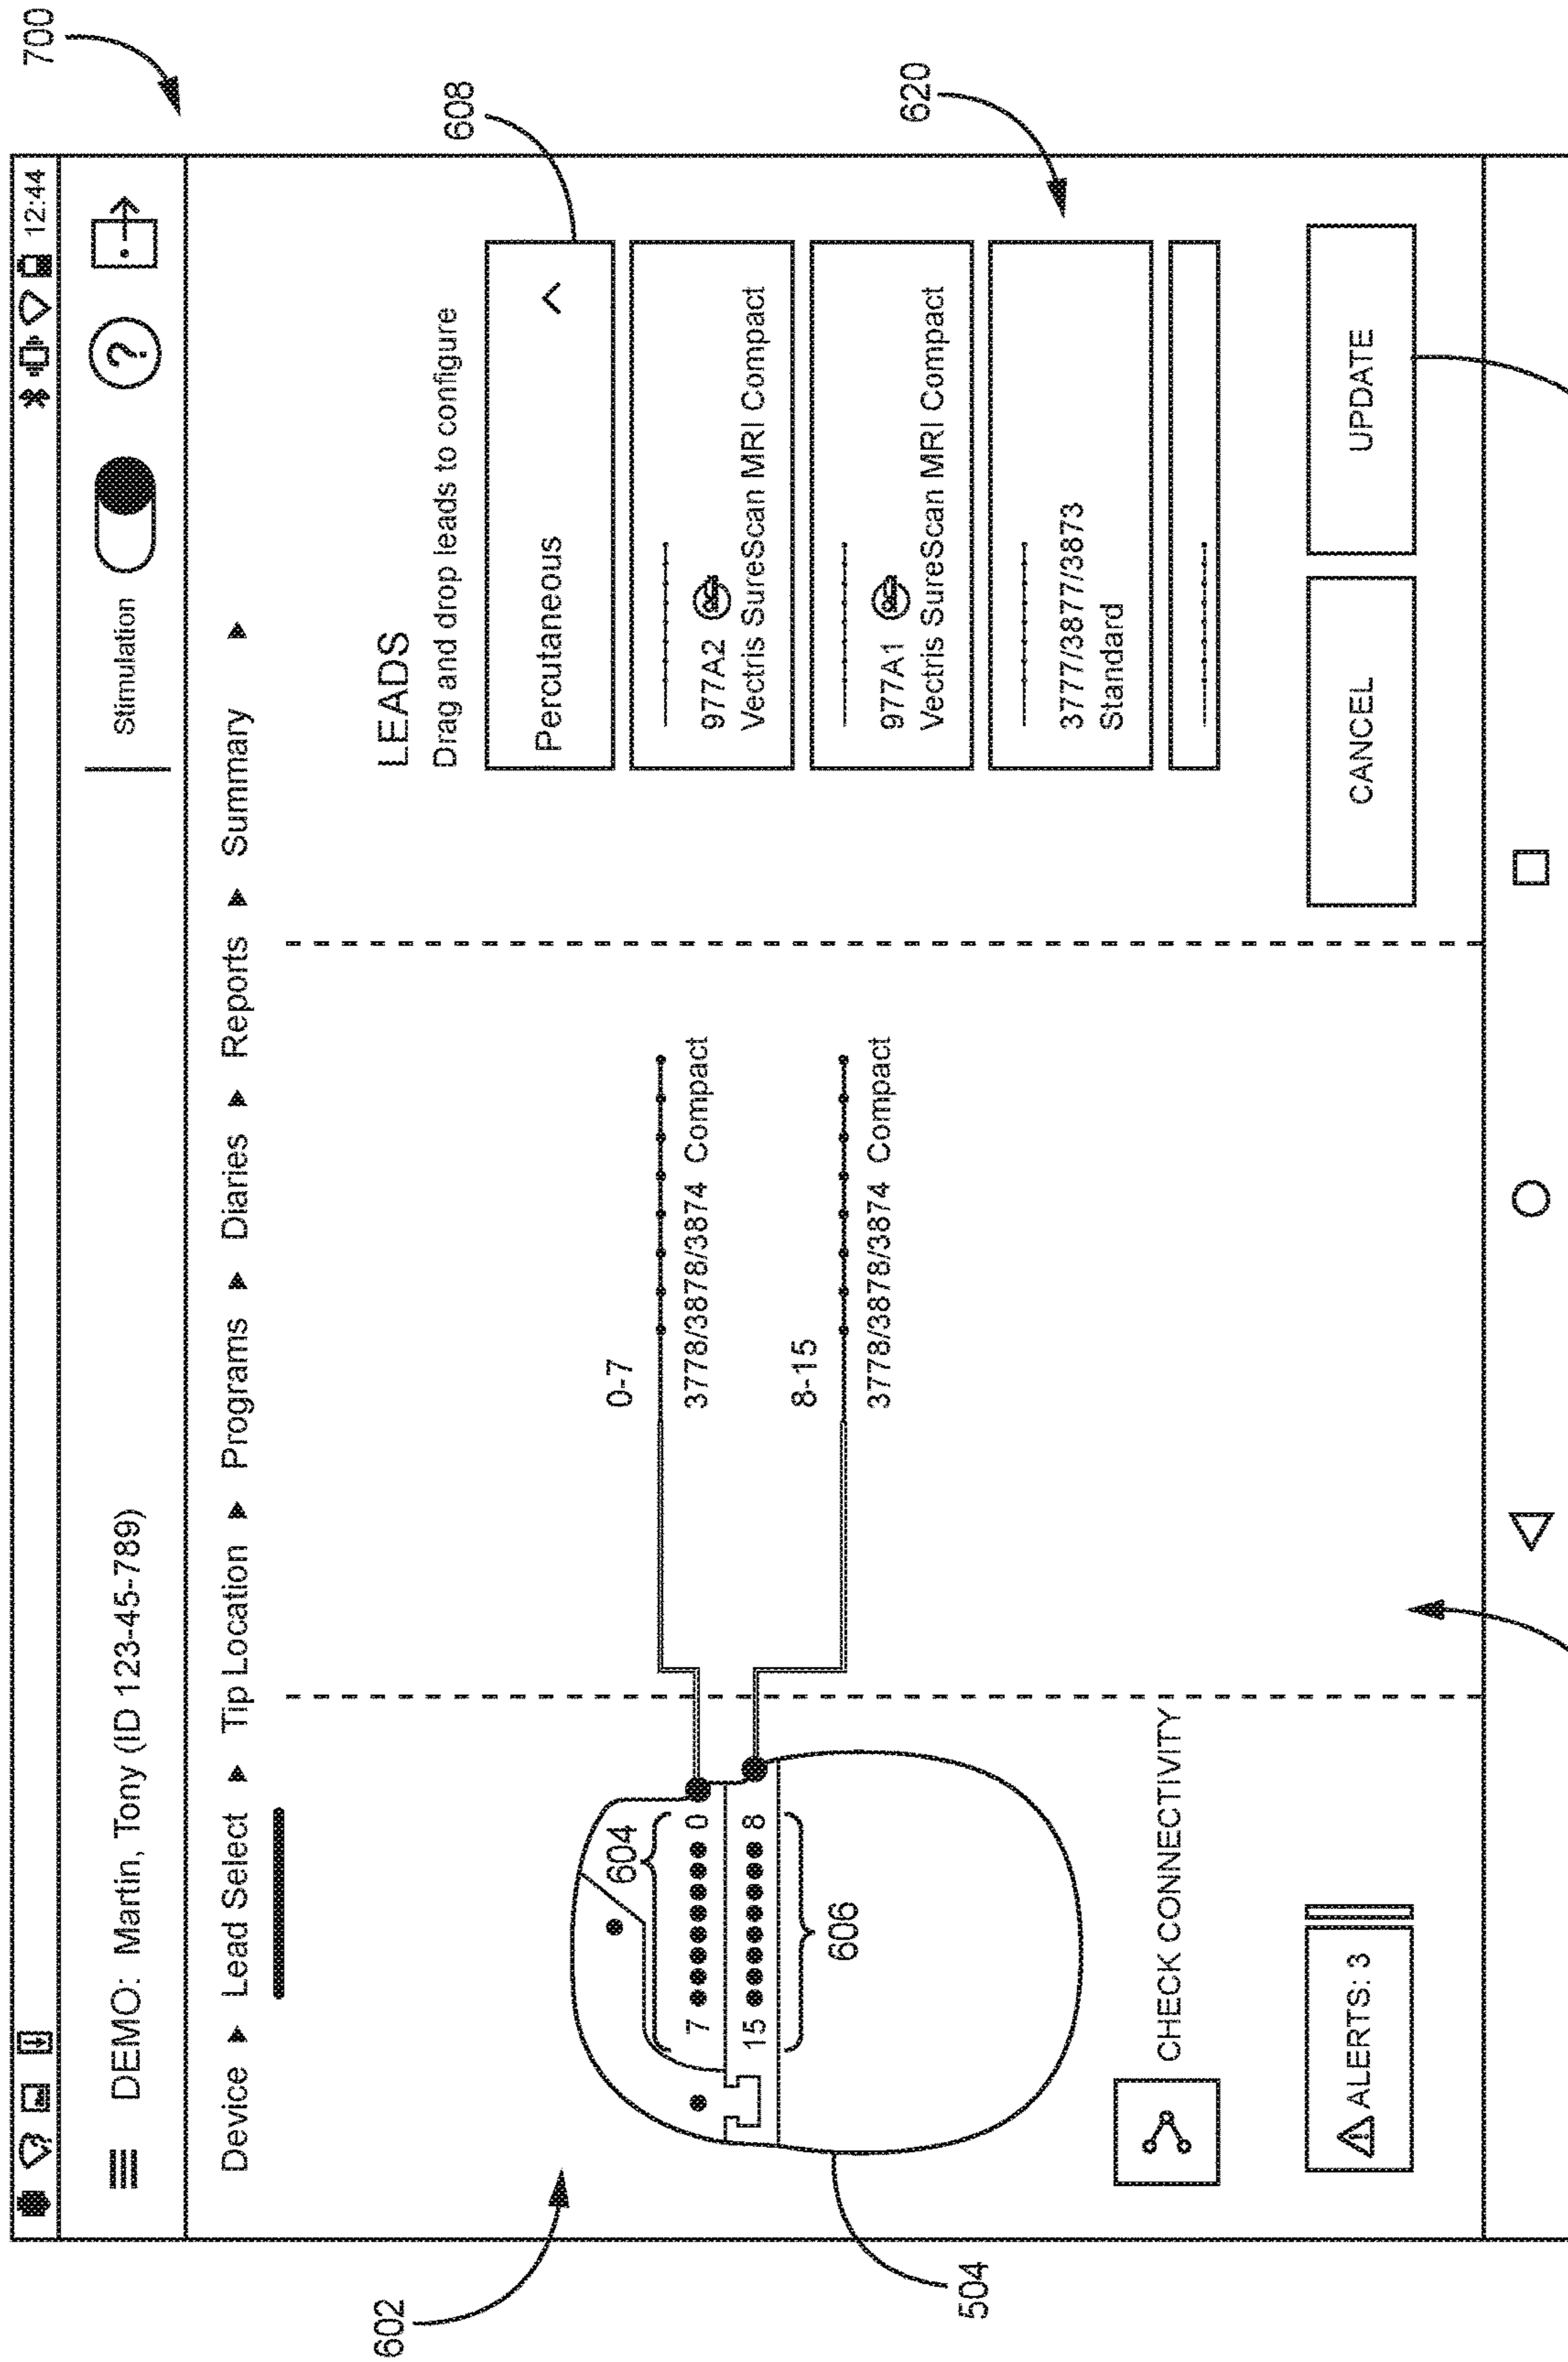 700
12:44
DEMO: Martin, Tony (ID 123-45-789)
Stimulation
?
Device ▶ Lead Select ▶ Tip Location ▶ Programs ▶ Diaries ▶ Reports ▶ Summary ▶
LEADS
Drag and drop leads to configure
608
Percutaneous
602
604
7 0
15 8
606
504
0-7
3778/3878/3874 Compact
8-15
3778/3878/3874 Compact
977A2
Vectris SureScan MRI Compact
977A1
Vectris SureScan MRI Compact
620
3777/3877/3873
Standard
CHECK CONNECTIVITY
ALERTS: 3
CANCEL
UPDATE